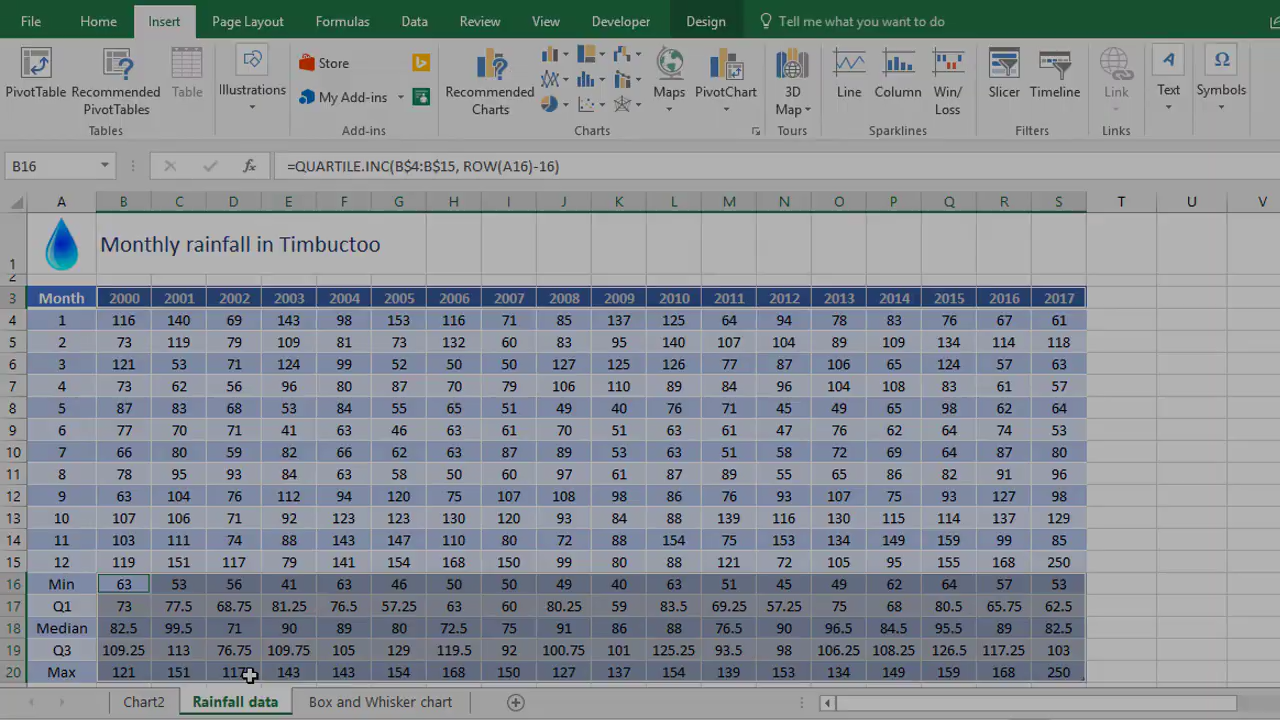 File Home Insert Page Layout Formulas Data Review View Developer Design Tell me what you want to do
PivotTable Recommended PivotTables Table Illustrations Store My Add-ins Recommended Charts Maps PivotChart 3D Map Line Column Win/ Loss Slicer Timeline Link Text Symbols
Tables Add-ins Charts Tours Sparklines Filters Links
B16 fx =QUARTILE.INC(B$4:B$15, ROW(A16)-16)
A B C D E F G H I J K L M N O P Q R S T U V
1 Monthly rainfall in Timbuctoo
2
3 Month 2000 2001 2002 2003 2004 2005 2006 2007 2008 2009 2010 2011 2012 2013 2014 2015 2016 2017
4 1 116 140 69 143 98 153 116 71 85 137 125 64 94 78 83 76 67 61
5 2 73 119 79 109 81 73 132 60 83 95 140 107 104 89 109 134 114 118
6 3 121 53 71 124 99 52 50 50 127 125 126 77 87 106 65 124 57 63
7 4 73 62 56 96 80 87 70 79 106 110 89 84 96 104 108 83 61 57
8 5 87 83 68 53 84 55 65 51 49 40 76 71 45 49 65 98 62 64
9 6 77 70 71 41 63 46 63 61 70 51 63 61 47 76 62 64 74 53
10 7 66 80 59 82 66 62 63 87 89 53 63 51 58 72 69 64 87 80
11 8 78 95 93 84 63 58 50 60 97 61 87 89 55 65 86 82 91 96
12 9 63 104 76 112 94 120 75 107 108 98 86 76 93 107 75 93 127 98
13 10 107 106 71 92 123 123 130 120 93 84 88 139 116 130 115 114 137 129
14 11 103 111 74 88 143 147 110 80 72 88 154 75 153 134 149 159 99 85
15 12 119 151 117 79 141 154 168 150 99 80 88 121 72 105 95 155 168 250
16 Min 63 53 56 41 63 46 50 50 49 40 63 51 45 49 62 64 57 53
17 Q1 73 77.5 68.75 81.25 76.5 57.25 63 60 80.25 59 83.5 69.25 57.25 75 68 80.5 65.75 62.5
18 Median 82.5 99.5 71 90 89 80 72.5 75 91 86 88 76.5 90 96.5 84.5 95.5 89 82.5
19 Q3 109.25 113 76.75 109.75 105 129 119.5 92 100.75 101 125.25 93.5 98 106.25 108.25 126.5 117.25 103
20 Max 121 151 117 143 143 154 168 150 127 137 154 139 153 134 149 159 168 250
Chart2 Rainfall data Box and Whisker chart